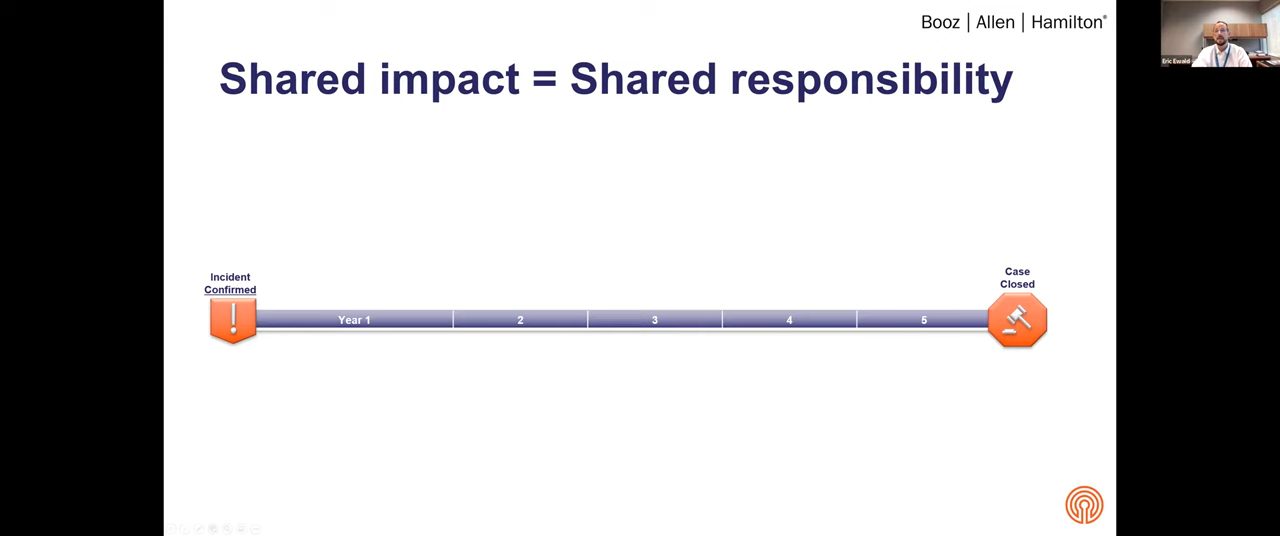 Booz | Allen | Hamilton®
Eric Ewald
Shared impact = Shared responsibility
Incident
Confirmed
Case
Closed
Year 1
2
3
4
5